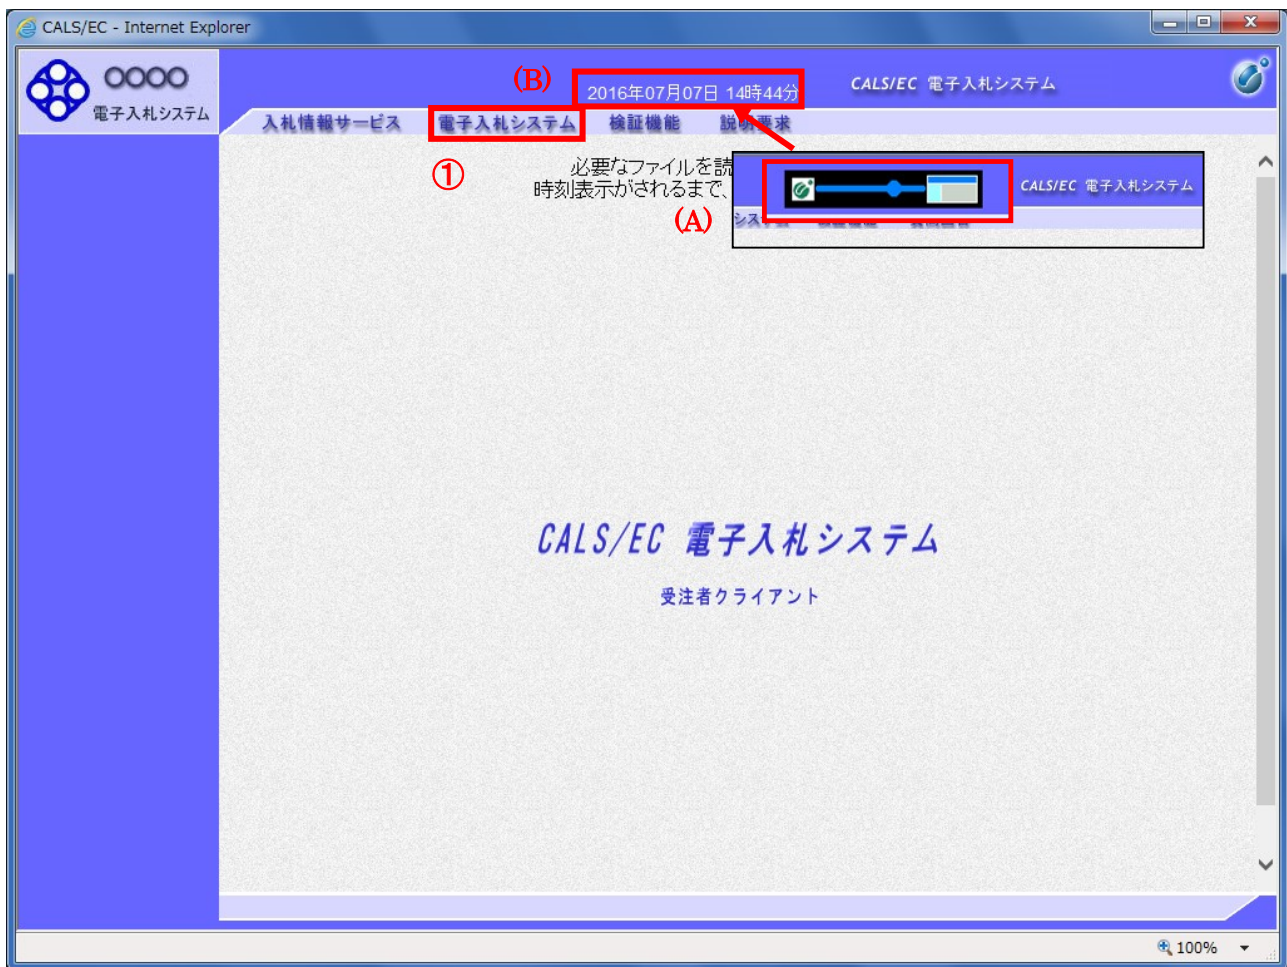 CALS/EC - Internet Explorer
○○○○
電子入札システム
(B)
2016年07月07日 14時44分
CALS/EC 電子入札システム
入札情報サービス 電子入札システム 検証機能 説明要求
①
必要なファイルを読
時刻表示がされるまで、
CALS/EC 電子入札システム
(A)
システム
CALS/EC 電子入札システム
受注者クライアント
100%